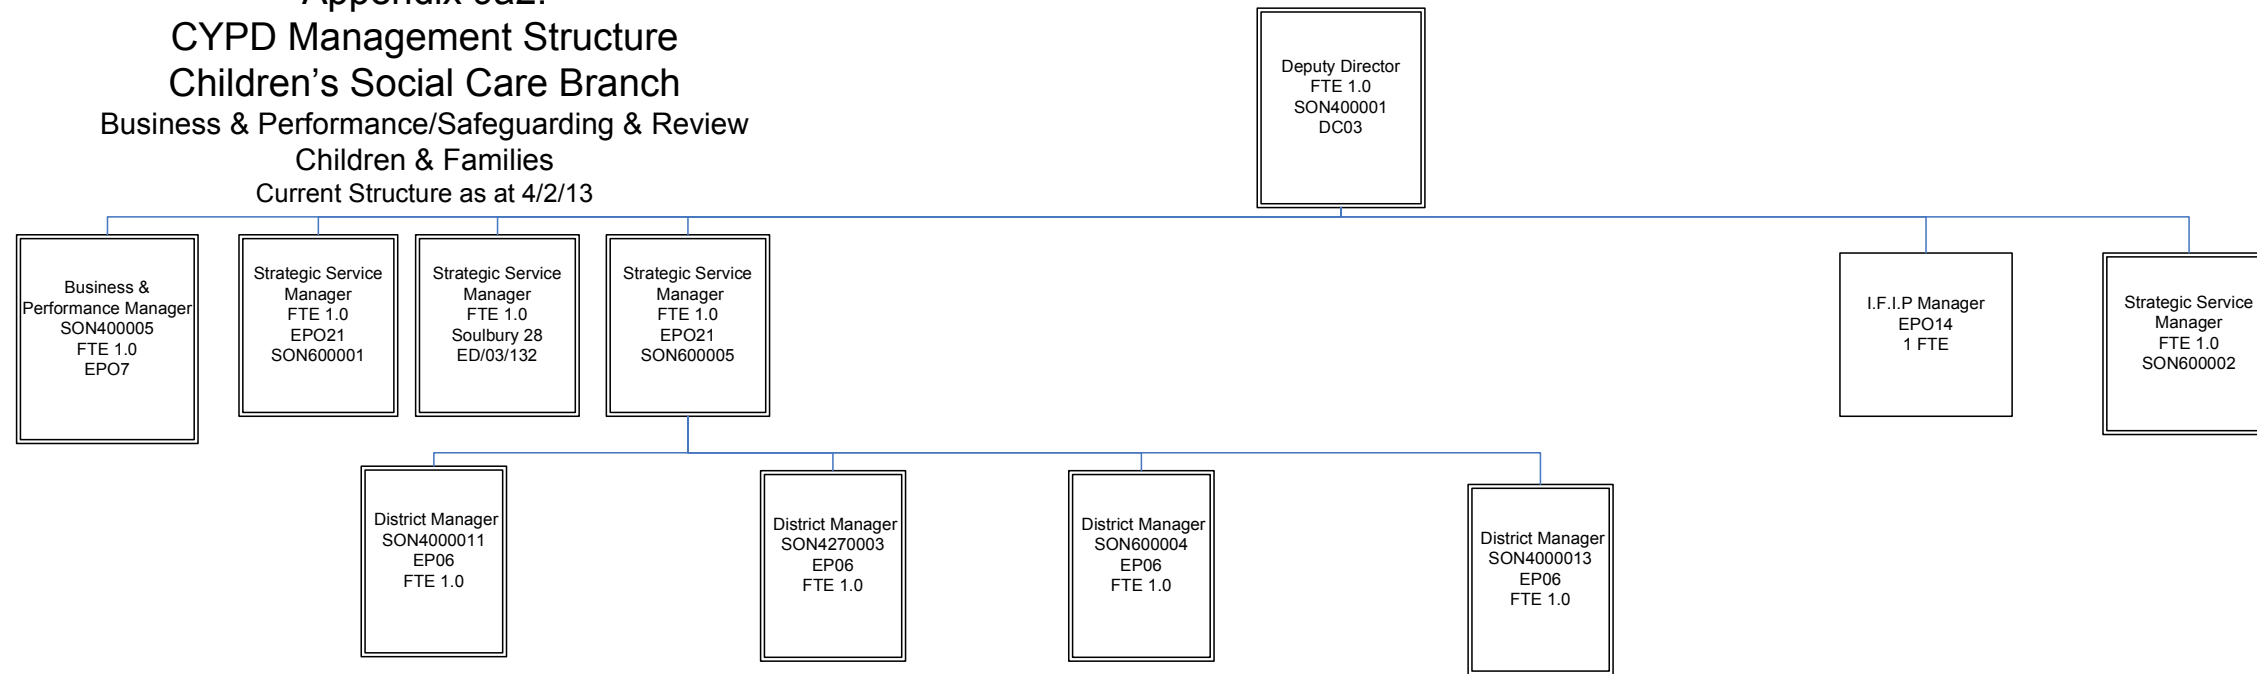 CYPD Management Structure
Children's Social Care Branch
Business & Performance/Safeguarding & Review
Children & Families
Current Structure as at 4/2/13
Deputy Director
FTE 1.0
SON400001
DC03
Business &
Performance Manager
SON400005
FTE 1.0
EPO7
Strategic Service
Manager
FTE 1.0
EPO21
SON600001
Strategic Service
Manager
FTE 1.0
Soulbury 28
ED/03/132
Strategic Service
Manager
FTE 1.0
EPO21
SON600005
I.F.I.P Manager
EPO14
1 FTE
Strategic Service
Manager
FTE 1.0
SON600002
District Manager
SON4000011
EP06
FTE 1.0
District Manager
SON4270003
EP06
FTE 1.0
District Manager
SON600004
EP06
FTE 1.0
District Manager
SON4000013
EP06
FTE 1.0